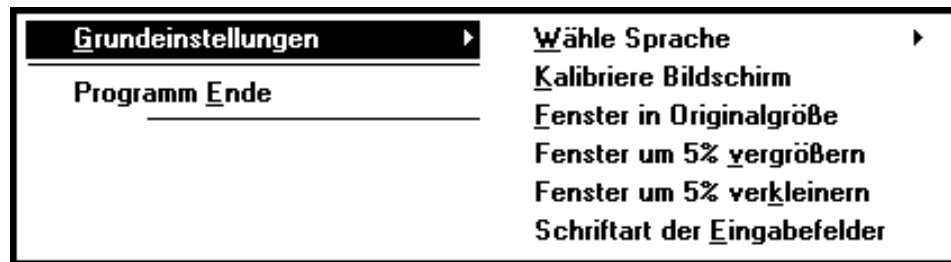 Grundeinstellungen
Programm Ende
Wähle Sprache
Kalibriere Bildschirm
Fenster in Originalgröße
Fenster um 5% vergrößern
Fenster um 5% verkleinern
Schriftart der Eingabefelder